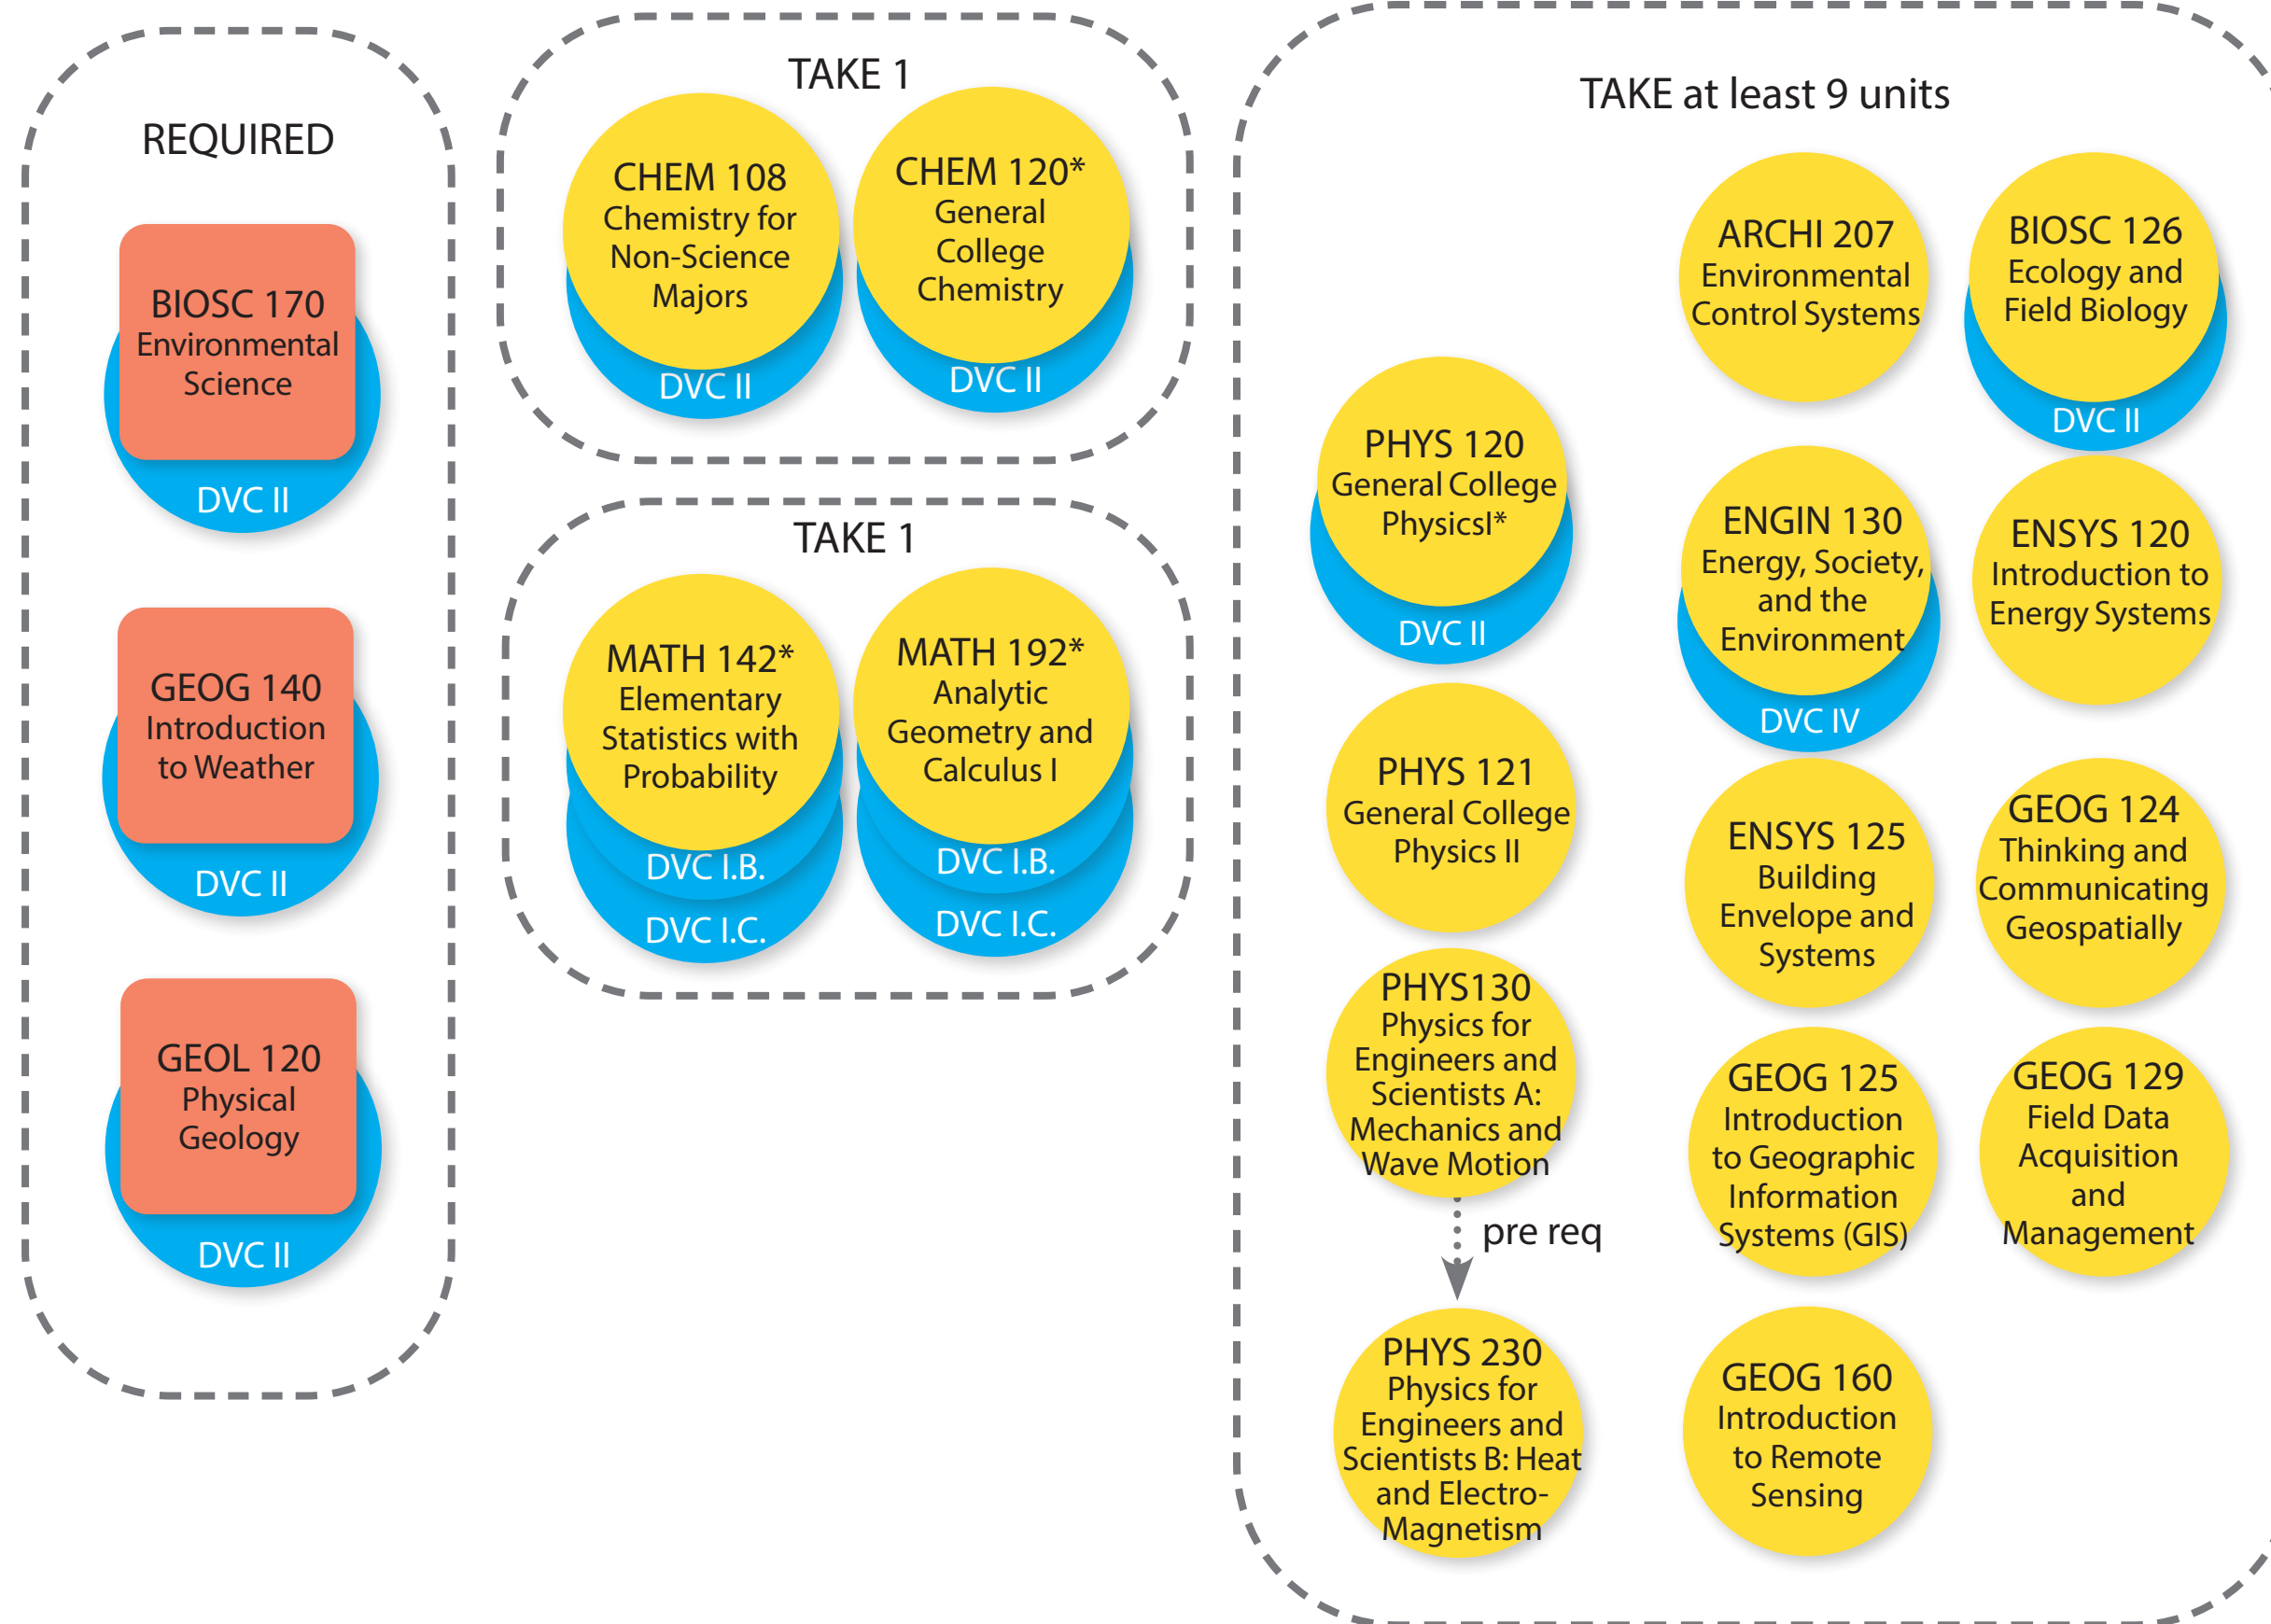 REQUIRED
BIOSC 170
Environmental
Science
DVC II
GEOG 140
Introduction
to Weather
DVC II
GEOL 120
Physical
Geology
DVC II
TAKE 1
CHEM 108
Chemistry for
Non-Science
Majors
DVC II
CHEM 120*
General
College
Chemistry
DVC II
TAKE 1
MATH 142*
Elementary
Statistics with
Probability
DVC I.B.
DVC I.C.
MATH 192*
Analytic
Geometry and
Calculus I
DVC I.B.
DVC I.C.
TAKE at least 9 units
PHYS 120
General College
PhysicsI*
DVC II
PHYS 121
General College
Physics II
PHYS130
Physics for
Engineers and
Scientists A:
Mechanics and
Wave Motion
pre req
PHYS 230
Physics for
Engineers and
Scientists B: Heat
and Electro-
Magnetism
ARCHI 207
Environmental
Control Systems
BIOSC 126
Ecology and
Field Biology
DVC II
ENGIN 130
Energy, Society,
and the
Environment
DVC IV
ENSYS 120
Introduction to
Energy Systems
ENSYS 125
Building
Envelope and
Systems
GEOG 124
Thinking and
Communicating
Geospatially
GEOG 125
Introduction
to Geographic
Information
Systems (GIS)
GEOG 129
Field Data
Acquisition
and
Management
GEOG 160
Introduction
to Remote
Sensing